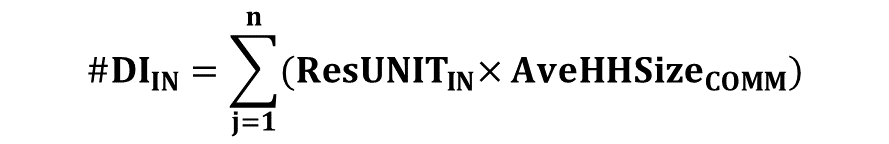 #DI_IN = ∑_{j=1}^{n} (ResUNIT_IN × AveHHSize_COMM)